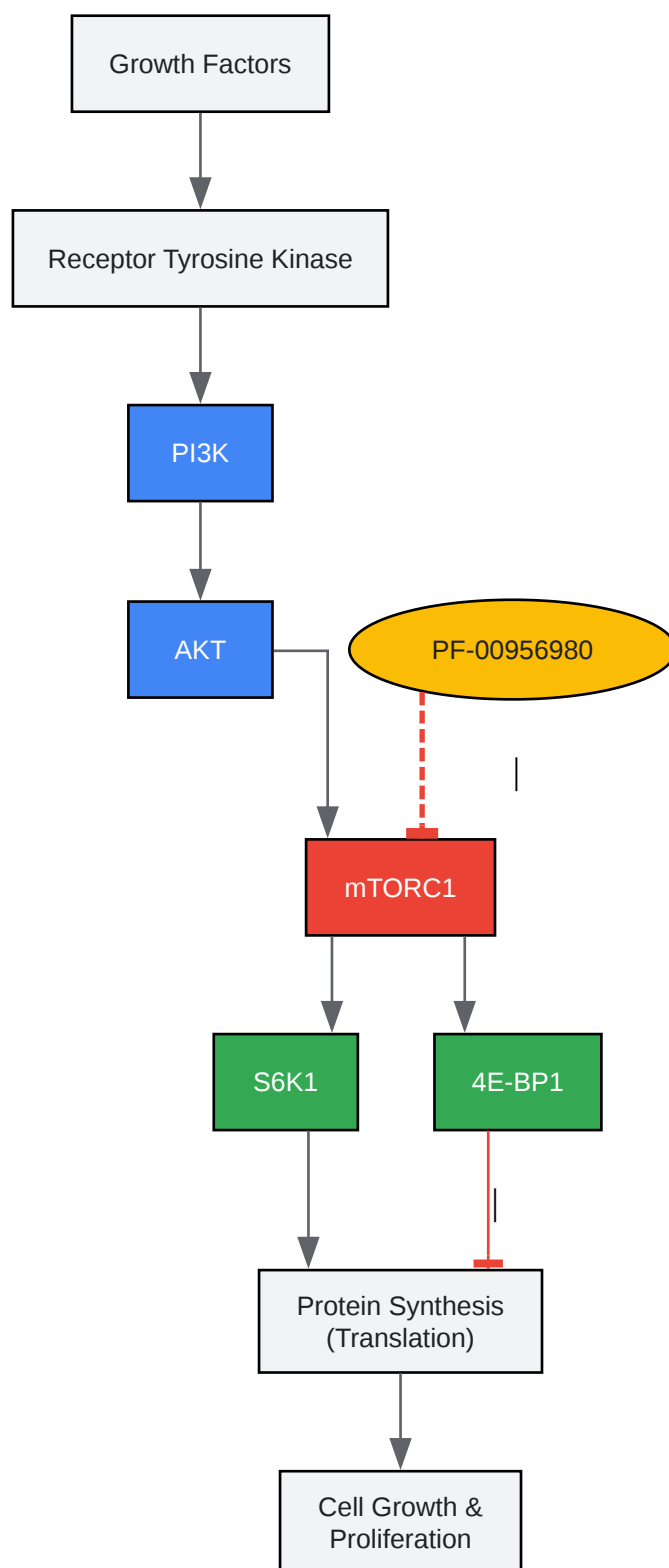 Growth Factors
Receptor Tyrosine Kinase
PI3K
AKT
PF-00956980
|
mTORC1
S6K1
4E-BP1
|
Protein Synthesis
(Translation)
Cell Growth &
Proliferation